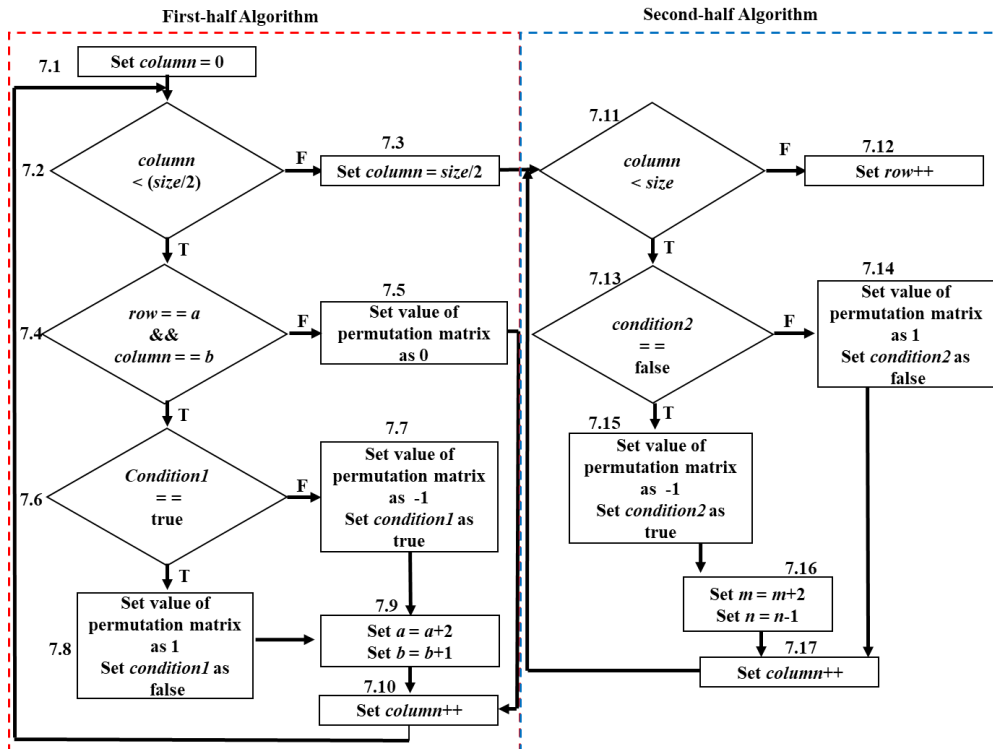 First-half Algorithm
Second-half Algorithm
7.1
Set column = 0
7.2
column
< (size/2)
F
T
7.3
Set column = size/2
7.4
row = = a
&&
column = = b
F
T
7.5
Set value of
permutation matrix
as 0
7.6
Condition1
= =
true
F
T
7.7
Set value of
permutation matrix
as -1
Set condition1 as
true
7.8
Set value of
permutation matrix
as 1
Set condition1 as
false
7.9
Set a = a+2
Set b = b+1
7.10
Set column++
7.11
column
< size
F
T
7.12
Set row++
7.13
condition2
= =
false
F
T
7.14
Set value of
permutation matrix
as 1
Set condition2 as
false
7.15
Set value of
permutation matrix
as -1
Set condition2 as
true
7.16
Set m = m+2
Set n = n-1
7.17
Set column++